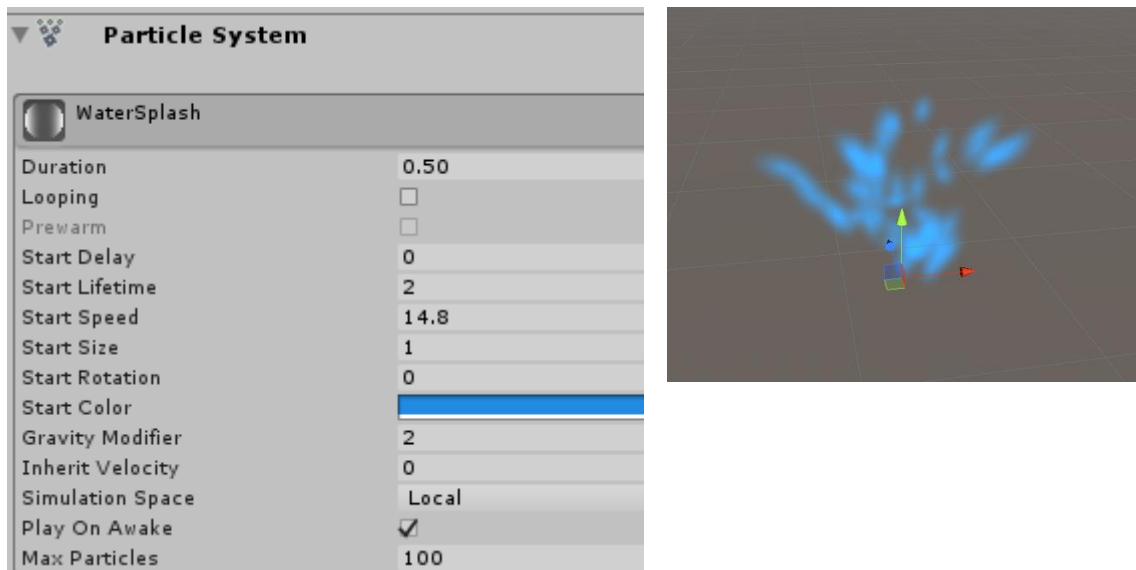 Particle System
WaterSplash
Duration 0.50
Looping
Prewarm
Start Delay 0
Start Lifetime 2
Start Speed 14.8
Start Size 1
Start Rotation 0
Start Color
Gravity Modifier 2
Inherit Velocity 0
Simulation Space Local
Play On Awake
Max Particles 100